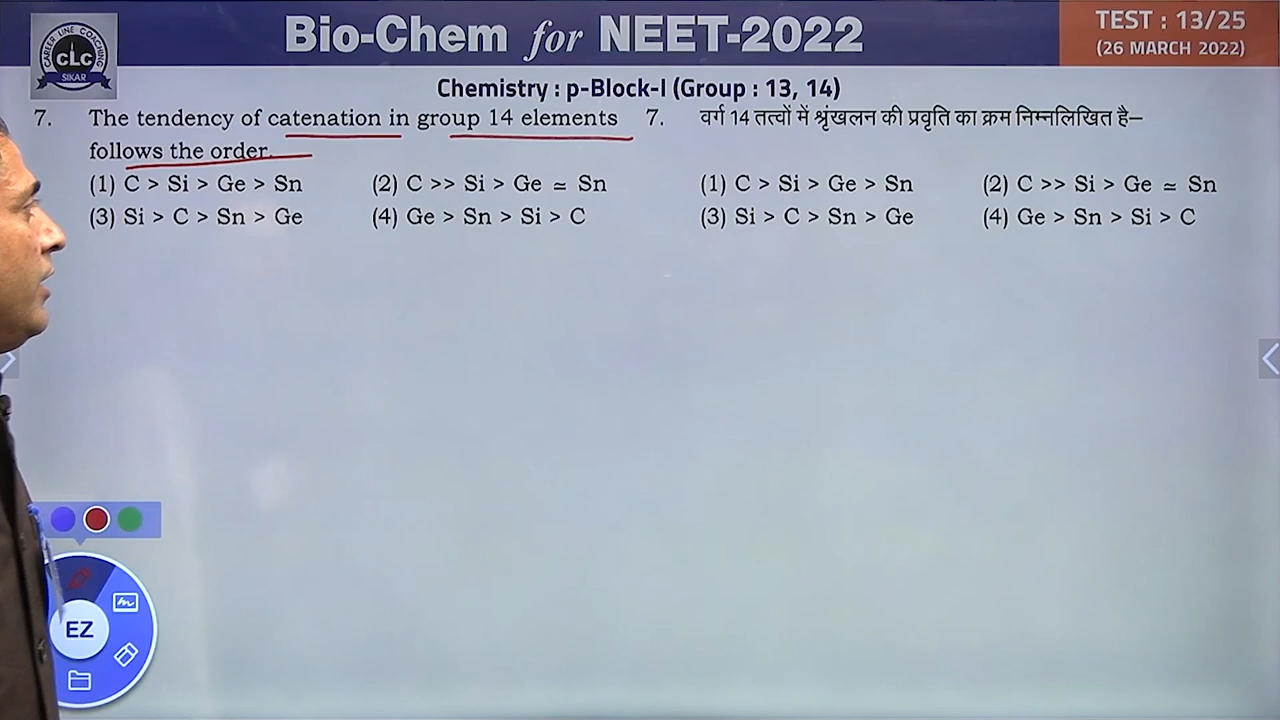 CAREER LINE COACHING
CLC
SIKAR
Bio-Chem for NEET-2022
TEST : 13/25
(26 MARCH 2022)
Chemistry : p-Block-I (Group : 13, 14)
7. The tendency of catenation in group 14 elements
follows the order.
(1) C > Si > Ge > Sn (2) C >> Si > Ge ≃ Sn
(3) Si > C > Sn > Ge (4) Ge > Sn > Si > C
7. वर्ग 14 तत्वों में श्रृंखलन की प्रवृति का क्रम निम्नलिखित है–
(1) C > Si > Ge > Sn (2) C >> Si > Ge ≃ Sn
(3) Si > C > Sn > Ge (4) Ge > Sn > Si > C
EZ